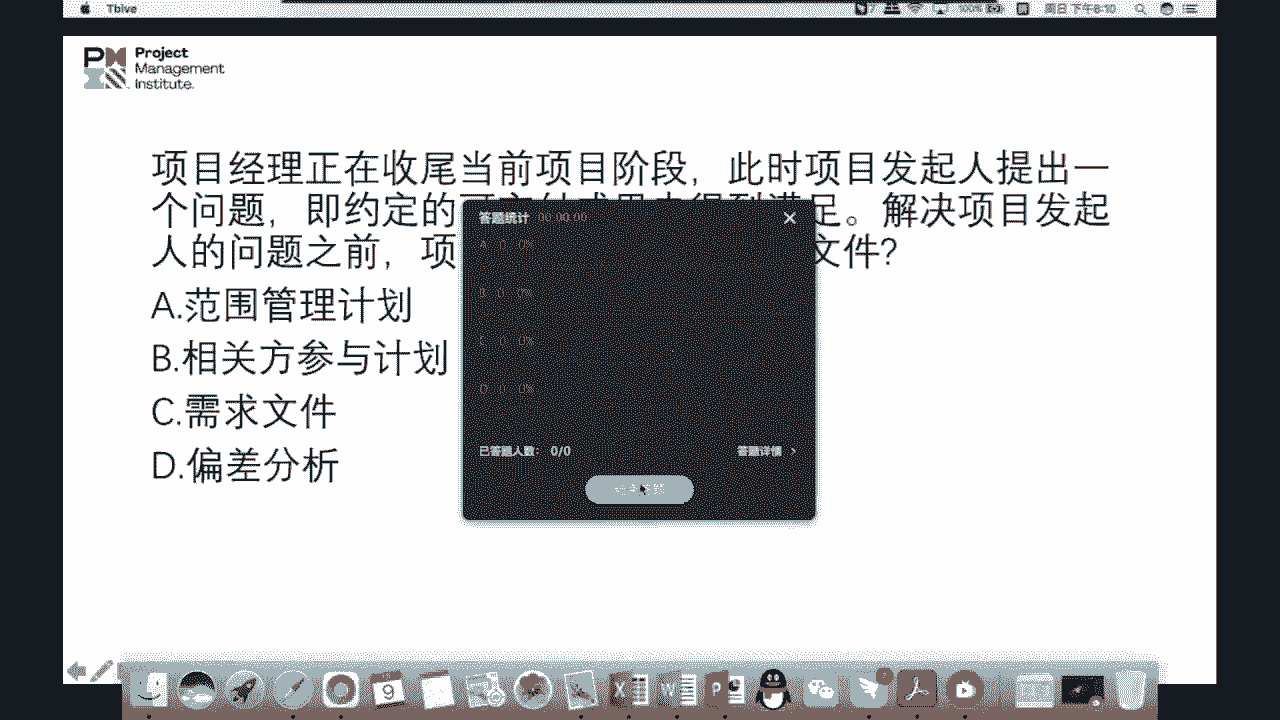 Tbive
100%
周日 下午8:10
Project
Management
Institute.
项目经理正在收尾当前项目阶段，此时项目发起人提出一
个问题，即约定的 足。解决项目发起
人的问题之前，项 文件?
答题统计 00:00:00
A 0 0%
B 0 0%
C 0 0%
D 0 0%
A.范围管理计划
B.相关方参与计划
C.需求文件
D.偏差分析
已答题人数: 0/0
答题详情 >
9